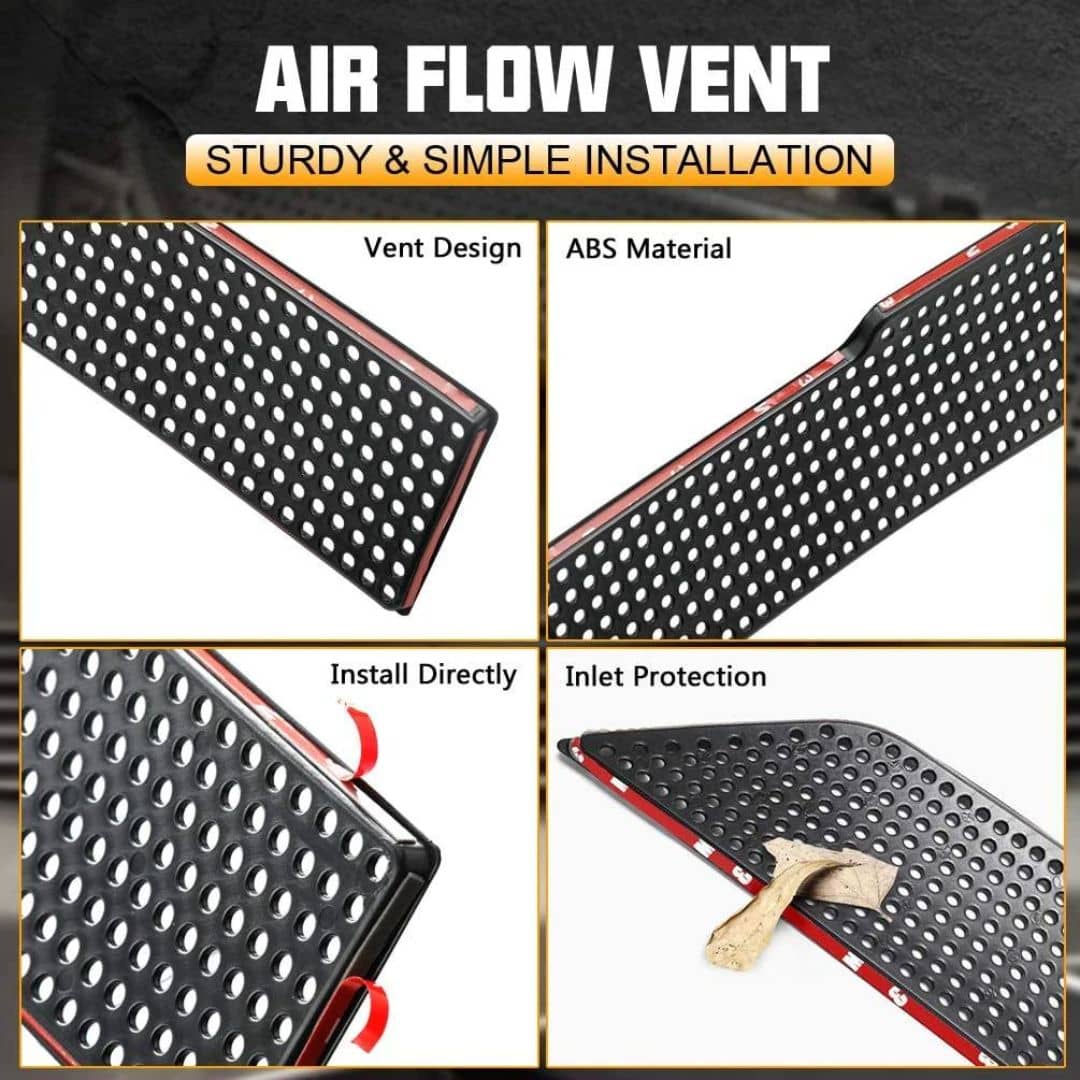 AIR FLOW VENT
STURDY & SIMPLE INSTALLATION
Vent Design
ABS Material
Install Directly
Inlet Protection